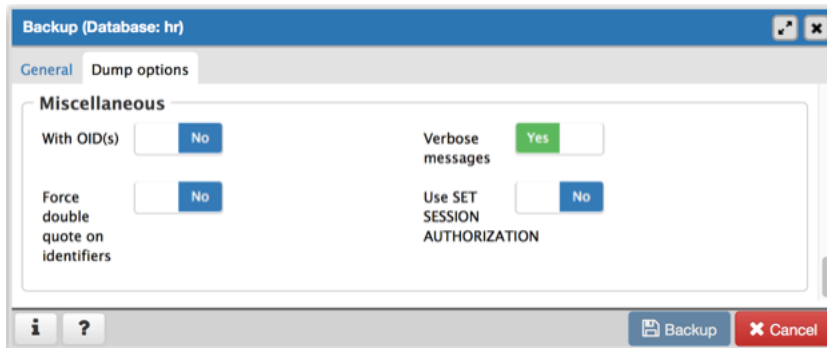 Backup (Database: hr)
General Dump options
Miscellaneous
With OID(s) No
Verbose messages Yes
Force double quote on identifiers No
Use SET SESSION AUTHORIZATION No
i ? Backup Cancel